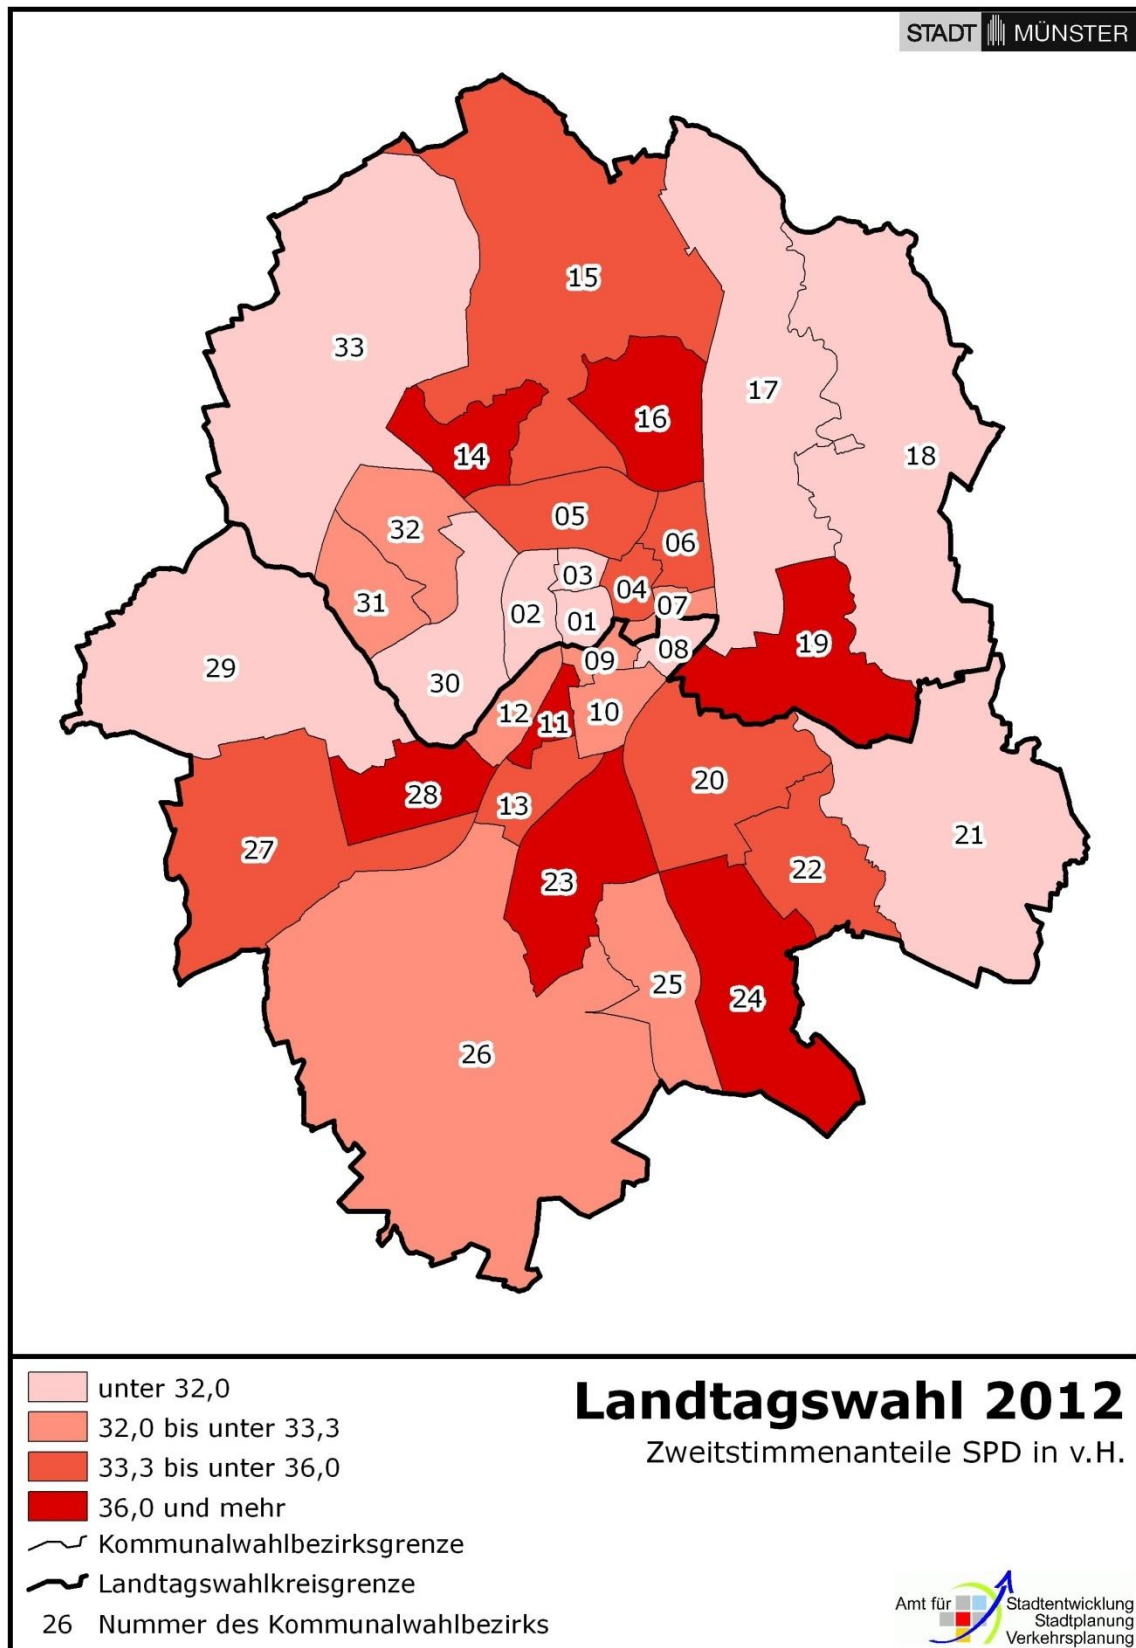 STADT MÜNSTER
15
33
17
16
14
18
05
32
06
03
04
07
31
02
01
19
08
09
29
30
12
10
11
20
28
13
27
21
22
23
25
24
26
unter 32,0
32,0 bis unter 33,3
33,3 bis unter 36,0
36,0 und mehr
Kommunalwahlbezirksgrenze
Landtagswahlkreisgrenze
26 Nummer des Kommunalwahlbezirks
Landtagswahl 2012
Zweitstimmenanteile SPD in v.H.
Amt für Stadtentwicklung
Stadtplanung
Verkehrsplanung